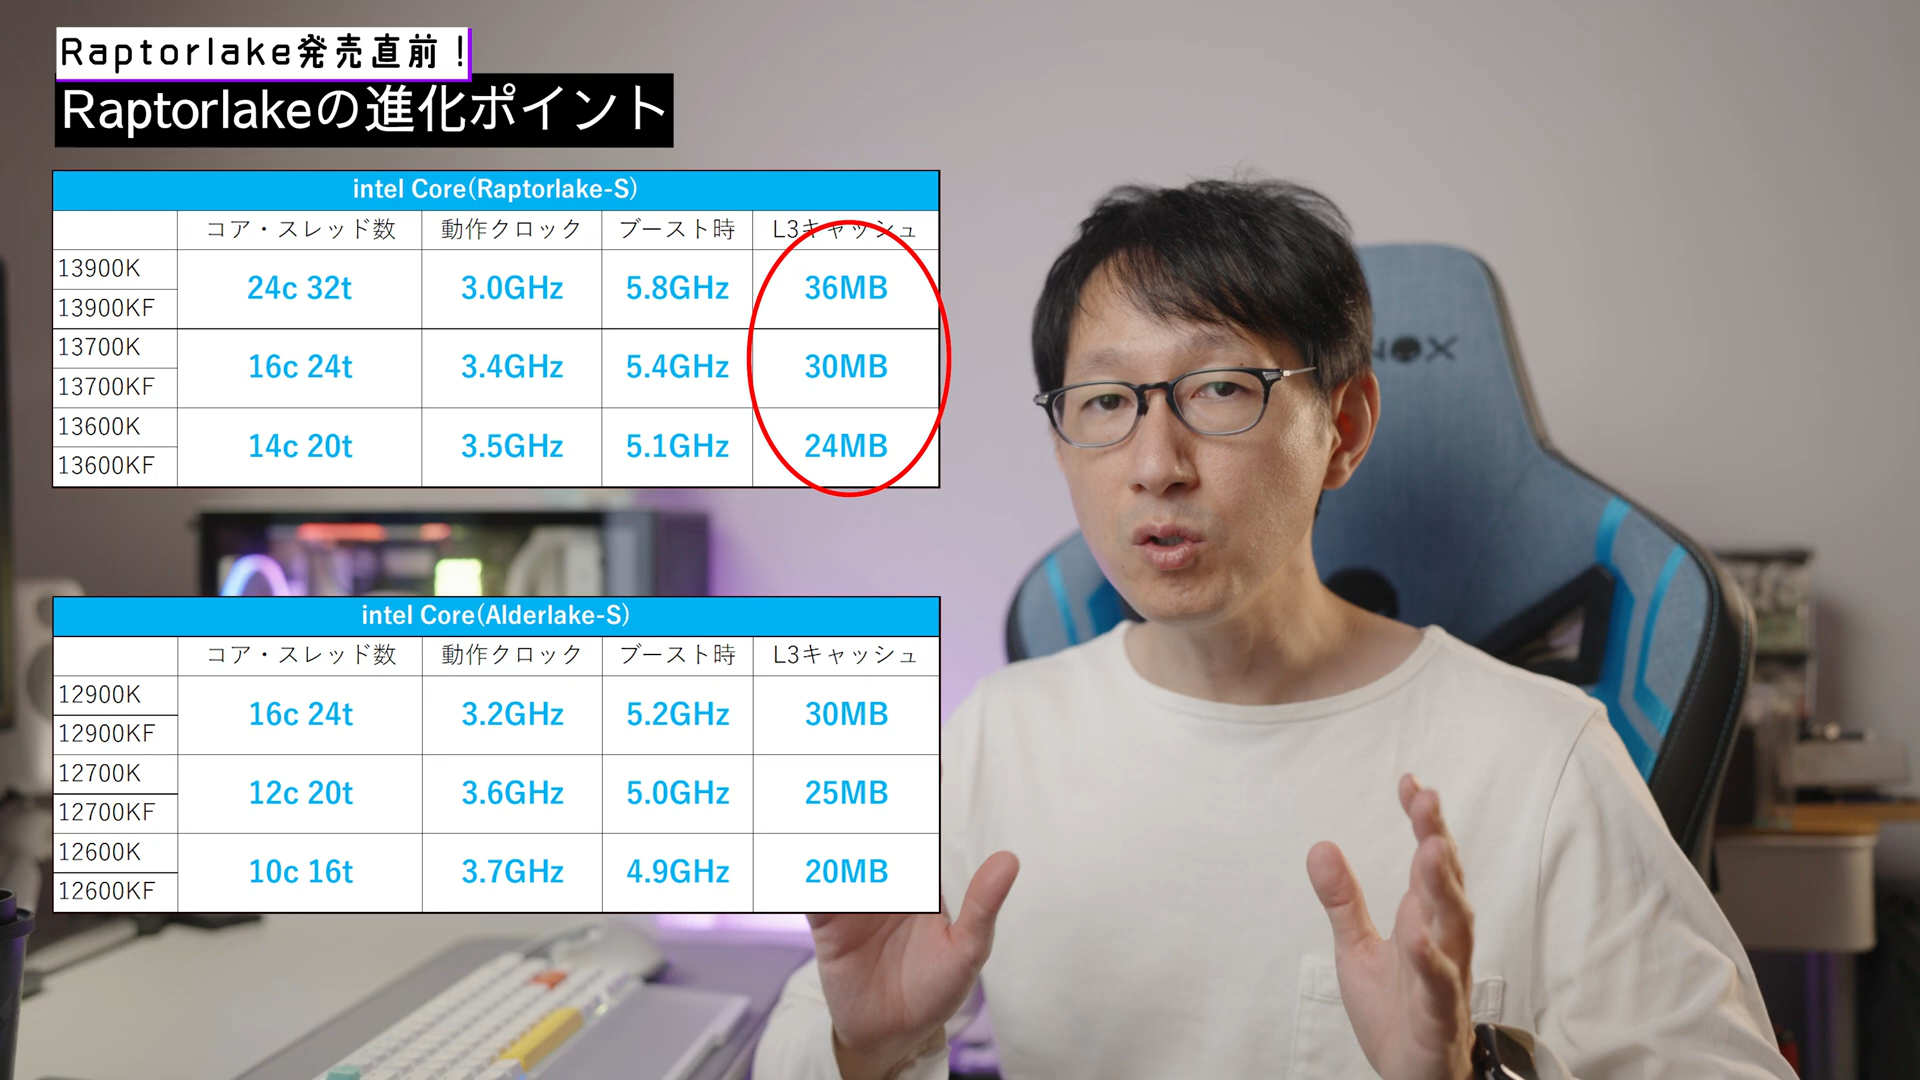 Raptorlake発売直前！
Raptorlakeの進化ポイント
intel Core(Raptorlake-S)
コア・スレッド数 動作クロック ブースト時 L3キャッシュ
13900K
24c 32t 3.0GHz 5.8GHz 36MB
13900KF
13700K
16c 24t 3.4GHz 5.4GHz 30MB
13700KF
13600K
14c 20t 3.5GHz 5.1GHz 24MB
13600KF
intel Core(Alderlake-S)
コア・スレッド数 動作クロック ブースト時 L3キャッシュ
12900K
16c 24t 3.2GHz 5.2GHz 30MB
12900KF
12700K
12c 20t 3.6GHz 5.0GHz 25MB
12700KF
12600K
10c 16t 3.7GHz 4.9GHz 20MB
12600KF